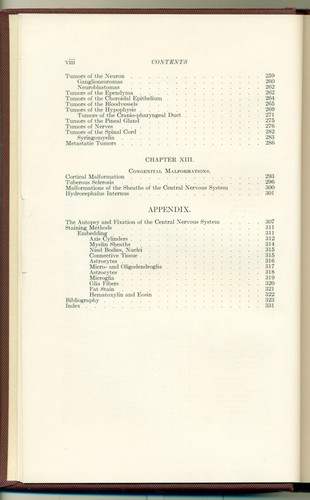 viii CONTENTS
Tumors of the Neuron 259
Ganglioneuromas 260
Neuroblastomas 262
Tumors of the Ependyma 262
Tumors of the Choroidal Epithelium 264
Tumors of the Bloodvessels 265
Tumors of the Hypophysis 269
Tumors of the Cranio-pharyngeal Duct 271
Tumors of the Pineal Gland 275
Tumors of Nerves 276
Tumors of the Spinal Cord 282
Syringomyelia 283
Metastatic Tumors 286
CHAPTER XIII.
CONGENITAL MALFORMATIONS.
Cortical Malformation 293
Tuberous Sclerosis 296
Malformations of the Sheaths of the Central Nervous System 300
Hydrocephalus Internus 301
APPENDIX.
The Autopsy and Fixation of the Central Nervous System 307
Staining Methods 311
Embedding 311
Axis Cylinders 312
Myelin Sheaths 314
Nissl Bodies, Nuclei 315
Connective Tissue 315
Astrocytes 316
Micro- and Oligodendroglia 317
Astrocytes 318
Microglia 319
Glia Fibers 320
Fat Stain 321
Hematoxylin and Eosin 322
Bibliography 323
Index 331